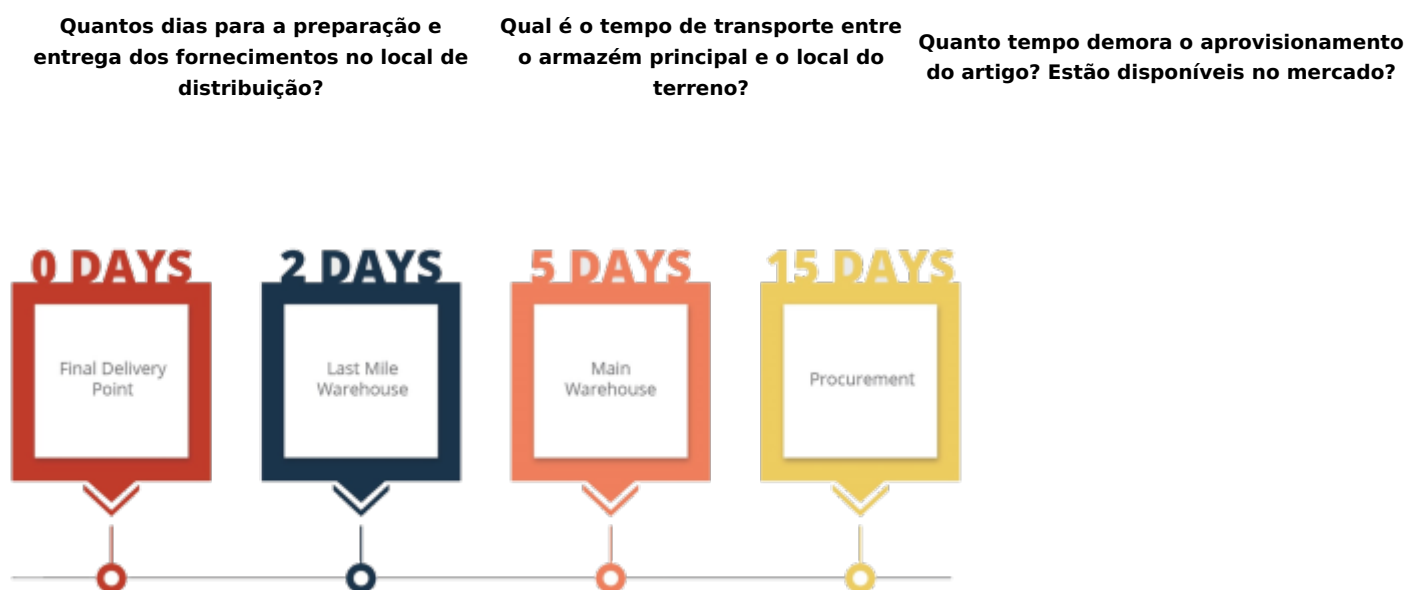 Quantos dias para a preparação e
entrega dos fornecimentos no local de
distribuição?
Qual é o tempo de transporte entre
o armazém principal e o local do
terreno?
Quanto tempo demora o aprovisionamento
do artigo? Estão disponíveis no mercado?
0 DAYS
Final Delivery
Point
2 DAYS
Last Mile
Warehouse
5 DAYS
Main
Warehouse
15 DAYS
Procurement